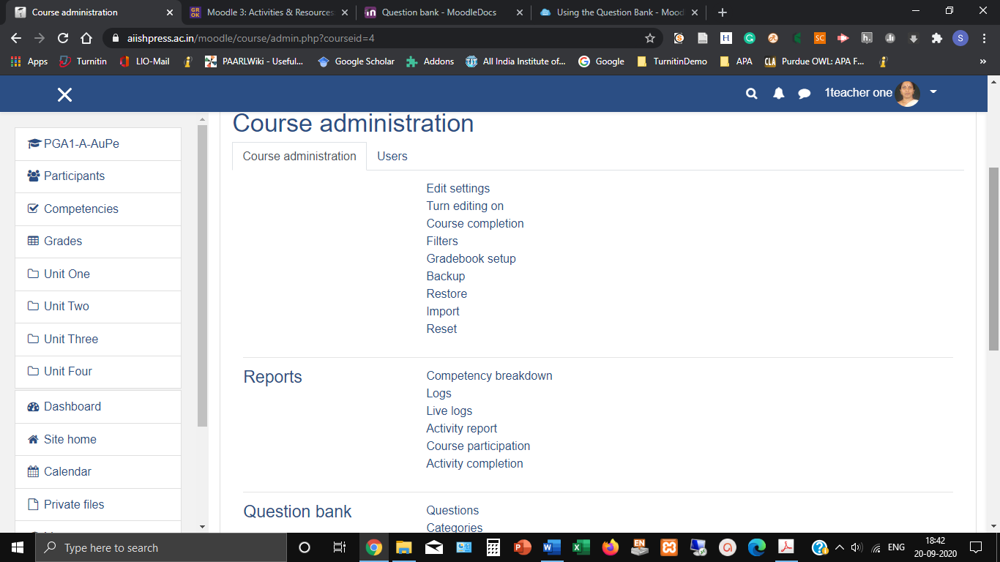 Course administration
Moodle 3: Activities & Resources
Question bank - MoodleDocs
Using the Question Bank - Mood
aiishpress.ac.in/moodle/course/admin.php?courseid=4
Apps
Turnitin
LIO-Mail
PAARLWiki - Useful...
Google Scholar
Addons
All India Institute of...
Google
TurnitinDemo
APA
Purdue OWL: APA F...
1teacher one
PGA1-A-AuPe
Participants
Competencies
Grades
Unit One
Unit Two
Unit Three
Unit Four
Dashboard
Site home
Calendar
Private files
Course administration
Course administration
Users
Edit settings
Turn editing on
Course completion
Filters
Gradebook setup
Backup
Restore
Import
Reset
Reports
Competency breakdown
Logs
Live logs
Activity report
Course participation
Activity completion
Question bank
Questions
Categories
Type here to search
ENG
18:42
20-09-2020